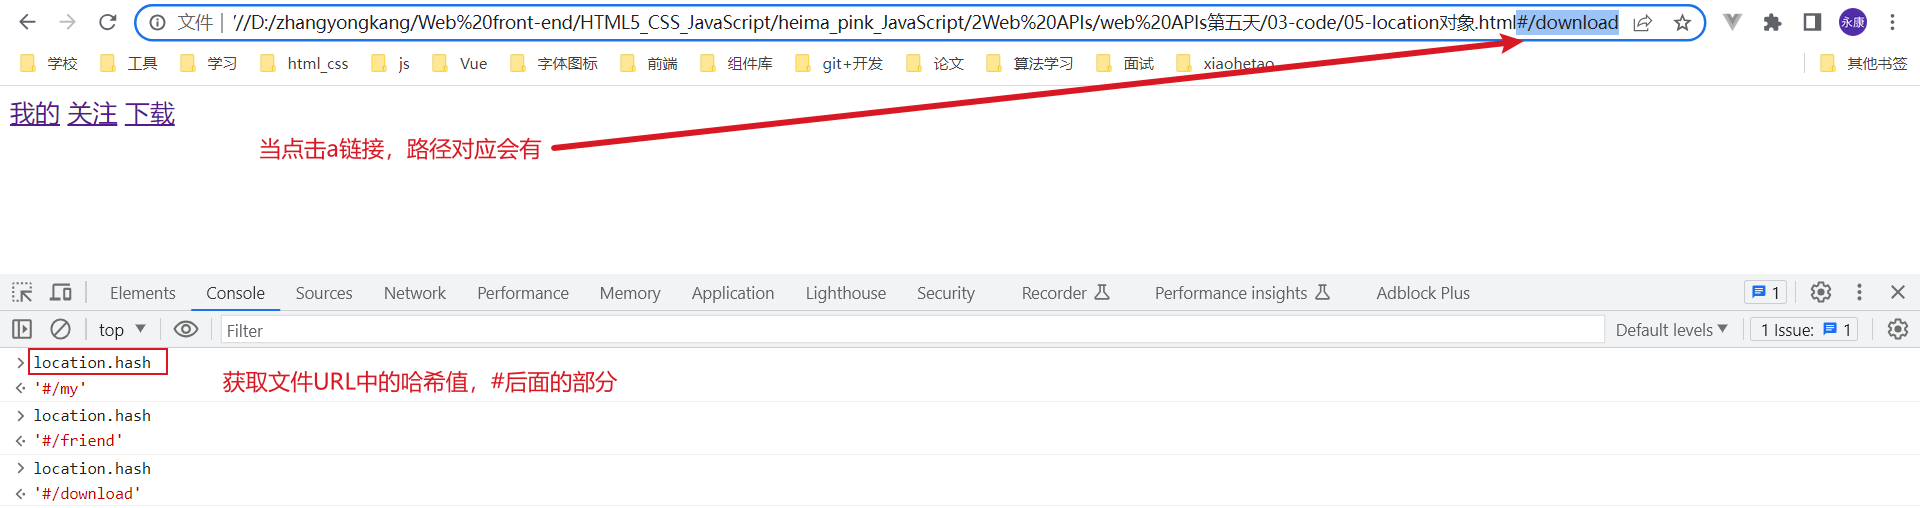 文件 | '//D:/zhangyongkang/Web%20front-end/HTML5_CSS_JavaScript/heima_pink_JavaScript/2Web%20APIs/web%20APIs第五天/03-code/05-location对象.html#/download 永康
学校 工具 学习 html_css js Vue 字体图标 前端 组件库 git+开发 论文 算法学习 面试 xiaohetao 其他书签
我的 关注 下载
当点击a链接，路径对应会有
Elements Console Sources Network Performance Memory Application Lighthouse Security Recorder Performance insights Adblock Plus 1
top Filter Default levels 1 Issue: 1
location.hash
'#/my'
获取文件URL中的哈希值，#后面的部分
location.hash
'#/friend'
location.hash
'#/download'